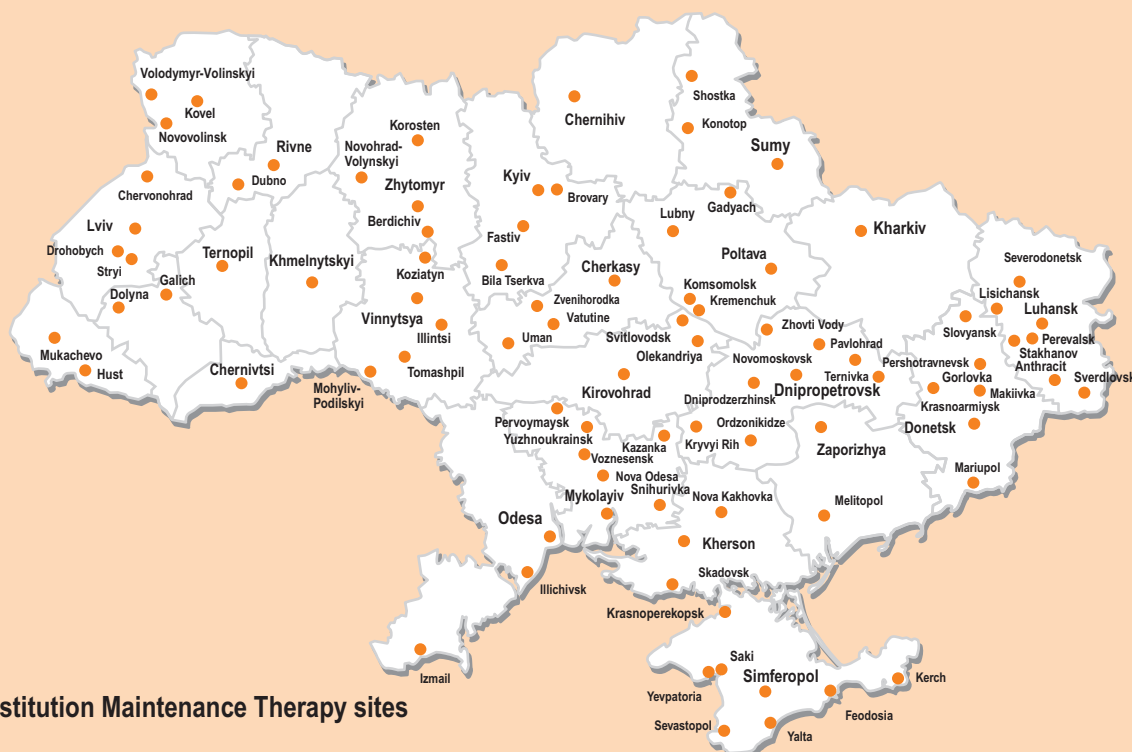 Volodymyr-Volinskyi
Kovel
Novovolinsk
Shostka
Chernihiv
Konotop
Korosten
Rivne
Novohrad-
Volynskyi
Sumy
Dubno
Kyiv
Zhytomyr
Brovary
Chervonohrad
Gadyach
Lubny
Berdichiv
Kharkiv
Lviv
Fastiv
Drohobych
Ternopil
Khmelnytskyi
Poltava
Severodonetsk
Stryi
Koziatyn
Cherkasy
Galich
Bila Tserkva
Komsomolsk
Dolyna
Zvenihorodka
Kremenchuk
Lisichansk
Luhansk
Vinnytsya
Vatutine
Illintsi
Uman
Svitlovodsk
Zhovti Vody
Slovyansk
Perevalsk
Pavlohrad
Mukachevo
Olekandriya
Stakhanov
Novomoskovsk
Pershotravnevsk
Anthracit
Hust
Chernivtsi
Tomashpil
Ternivka
Gorlovka
Mohyliv-
Podilskyi
Kirovohrad
Dnipropetrovsk
Makiivka
Sverdlovsk
Dniprodzerzhinsk
Krasnoarmiysk
Pervoymaysk
Ordzonikidze
Donetsk
Yuzhnoukrainsk
Kazanka
Kryvyi Rih
Zaporizhya
Voznesensk
Mariupol
Nova Odesa
Snihurivka
Mykolayiv
Nova Kakhovka
Melitopol
Odesa
Kherson
Skadovsk
Illichivsk
Krasnoperekopsk
Saki
Izmail
Simferopol
Kerch
Yevpatoria
stitution Maintenance Therapy sites
Feodosia
Sevastopol
Yalta